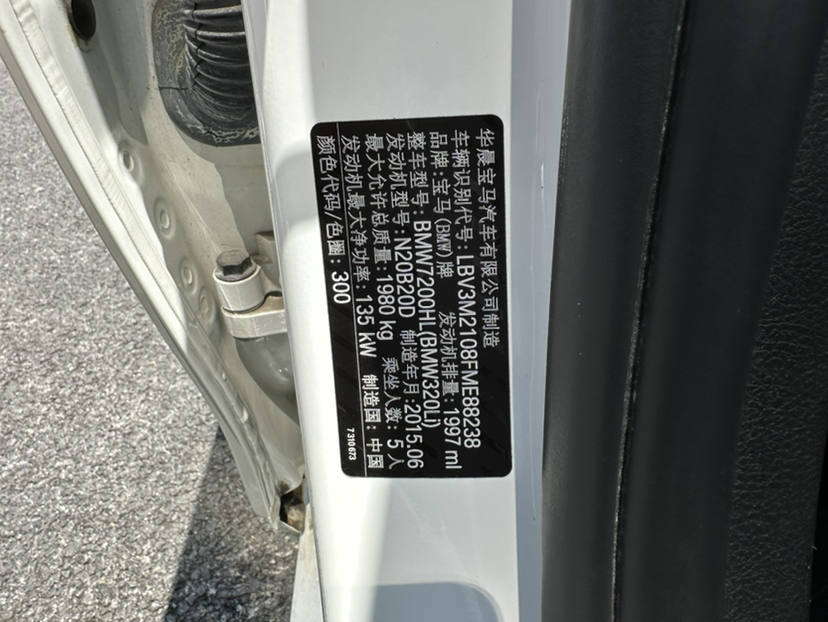 华晨宝马汽车有限公司制造
车辆识别代号: LBV3M2108FME88238
品牌: 宝马 (BMW) 牌 发动机排量: 1997 ml
整车型号: BMW7200HL(BMW320Li)
发动机型号: N20B20D 制造年月: 2015.06
最大允许总质量: 1980 kg 乘坐人数: 5 人
发动机最大净功率: 135 kW 制造国: 中国
颜色代码/色圈: 300
7310673